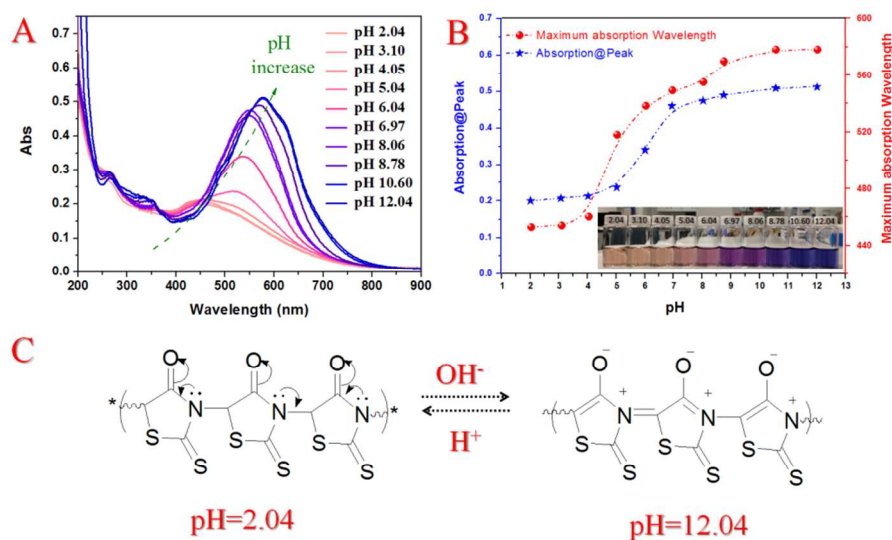 A
pH
increase
pH 2.04
pH 3.10
pH 4.05
pH 5.04
pH 6.04
pH 6.97
pH 8.06
pH 8.78
pH 10.60
pH 12.04
Abs
0.7
0.6
0.5
0.4
0.3
0.2
0.1
0.0
200 300 400 500 600 700 800 900
Wavelength (nm)
B
Maximum absorption Wavelength
Absorption@Peak
Absorption@Peak
0.7
0.6
0.5
0.4
0.3
0.2
0.1
0.0
600
560
520
480
440
Maximum absorption Wavelength
2.04 3.10 4.05 5.04 6.04 6.97 8.06 8.78 10.60 12.04
1 2 3 4 5 6 7 8 9 10 11 12 13
pH
C
O O O
* N N N *
S S S
S S S
OH-
H+
O- O- O-
N+ N+ N+
S S S
S S S
pH=2.04
pH=12.04